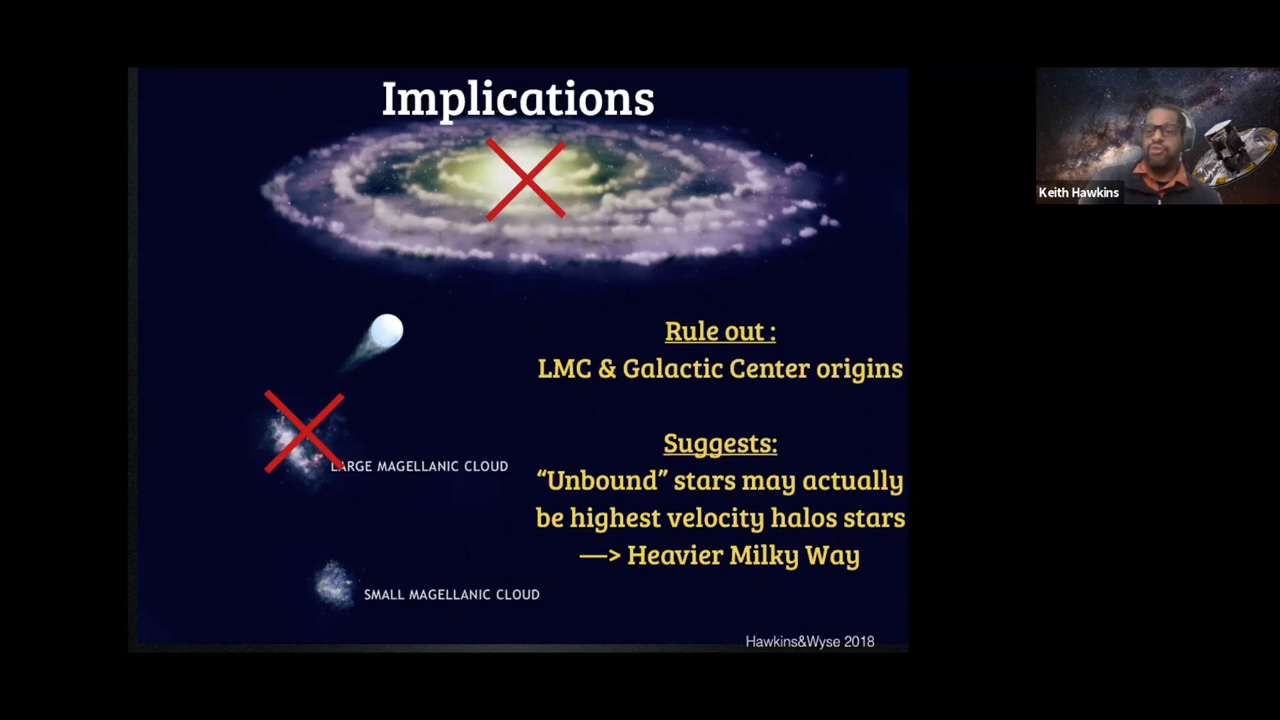 Implications
Keith Hawkins
Rule out :
LMC & Galactic Center origins
Suggests:
“Unbound” stars may actually
be highest velocity halos stars
—> Heavier Milky Way
LARGE MAGELLANIC CLOUD
SMALL MAGELLANIC CLOUD
Hawkins&Wyse 2018